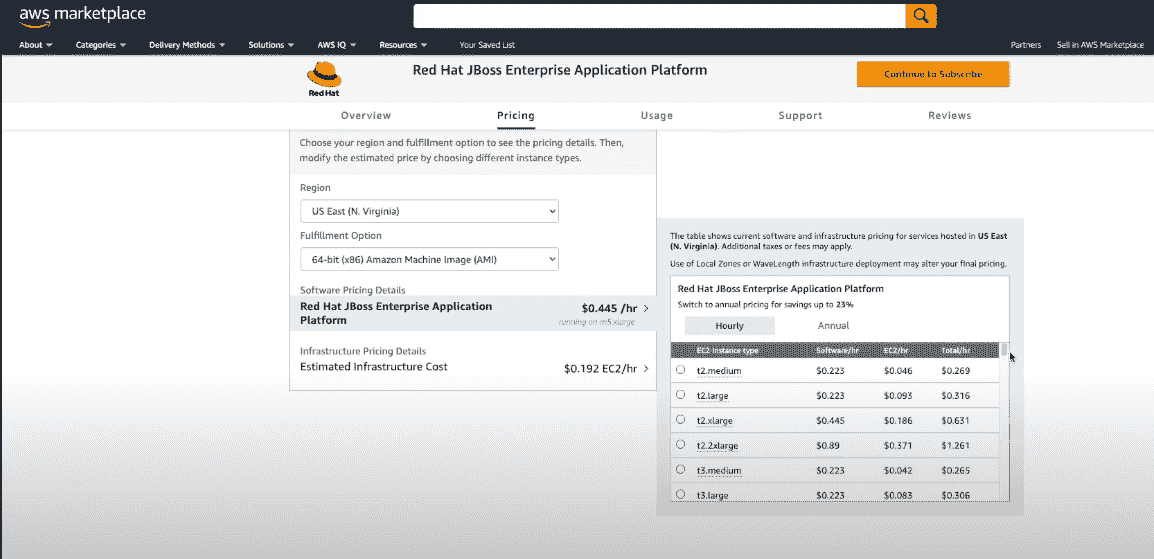 aws marketplace
About Categories Delivery Methods Solutions AWS IQ Resources Your Saved List Partners Sell in AWS Marketplace
Red Hat
Red Hat JBoss Enterprise Application Platform
Continue to Subscribe
Overview Pricing Usage Support Reviews
Choose your region and fulfillment option to see the pricing details. Then,
modify the estimated price by choosing different instance types.
Region
US East (N. Virginia)
Fulfillment Option
64-bit (x86) Amazon Machine Image (AMI)
Software Pricing Details
Red Hat JBoss Enterprise Application
Platform
$0.445 /hr
running on m5.xlarge
Infrastructure Pricing Details
Estimated Infrastructure Cost
$0.192 EC2/hr
The table shows current software and infrastructure pricing for services hosted in US East
(N. Virginia). Additional taxes or fees may apply.
Use of Local Zones or WaveLength infrastructure deployment may alter your final pricing.
Red Hat JBoss Enterprise Application Platform
Switch to annual pricing for savings up to 23%
Hourly Annual
EC2 Instance type Software/hr EC2/hr Total/hr
t2.medium $0.223 $0.046 $0.269
t2.large $0.223 $0.093 $0.316
t2.xlarge $0.445 $0.186 $0.631
t2.2xlarge $0.89 $0.371 $1.261
t3.medium $0.223 $0.042 $0.265
t3.large $0.223 $0.083 $0.306